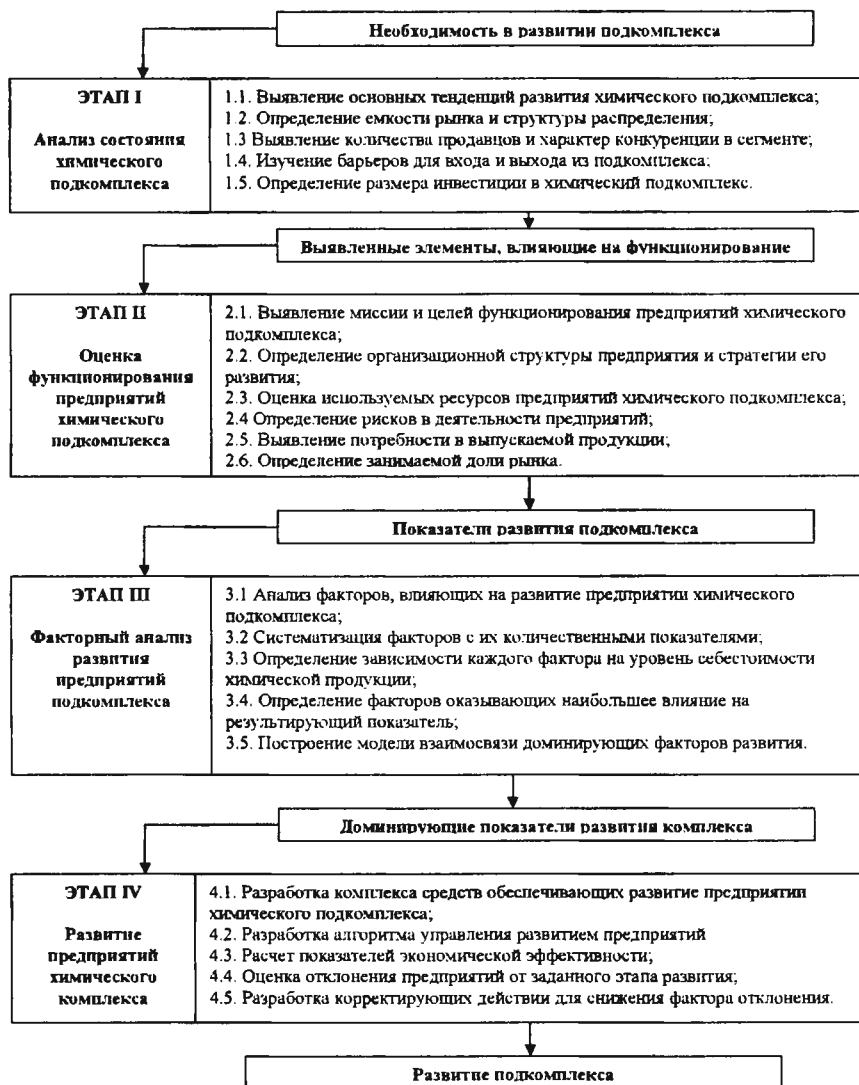 Необходимость в развитии подкомплекса
ЭТАП I
Анализ состояния
химического
подкомплекса
1.1. Выявление основных тенденций развития химического подкомплекса;
1.2. Определение емкости рынка и структуры распределения;
1.3 Выявление количества продавцов и характер конкуренции в сегменте;
1.4. Изучение барьеров для входа и выхода из подкомплекса;
1.5. Определение размера инвестиции в химический подкомплекс.
Выявленные элементы, влияющие на функционирование
ЭТАП II
Оценка
функционирования
предприятий
химического
подкомплекса
2.1. Выявление миссии и целей функционирования предприятий химического
подкомплекса;
2.2. Определение организационной структуры предприятия и стратегии его
развития;
2.3. Оценка используемых ресурсов предприятий химического подкомплекса;
2.4 Определение рисков в деятельности предприятий;
2.5. Выявление потребности в выпускаемой продукции;
2.6. Определение занимаемой доли рынка.
Показатели развития подкомплекса
ЭТАП III
Факторный анализ
развития
предприятий
подкомплекса
3.1 Анализ факторов, влияющих на развитие предприятии химического
подкомплекса;
3.2 Систематизация факторов с их количественными показателями;
3.3 Определение зависимости каждого фактора на уровень себестоимости
химической продукции;
3.4. Определение факторов оказывающих наибольшее влияние на
результирующий показатель;
3.5. Построение модели взаимосвязи доминирующих факторов развития.
Доминирующие показатели развития комплекса
ЭТАП IV
Развитие
предприятий
химического
комплекса
4.1. Разработка комплекса средств обеспечивающих развитие предприятии
химического подкомплекса;
4.2. Разработка алгоритма управления развитием предприятий
4.3. Расчет показателей экономической эффективности;
4.4. Оценка отклонения предприятий от заданного этапа развития;
4.5. Разработка корректирующих действии для снижения фактора отклонения.
Развитие подкомплекса